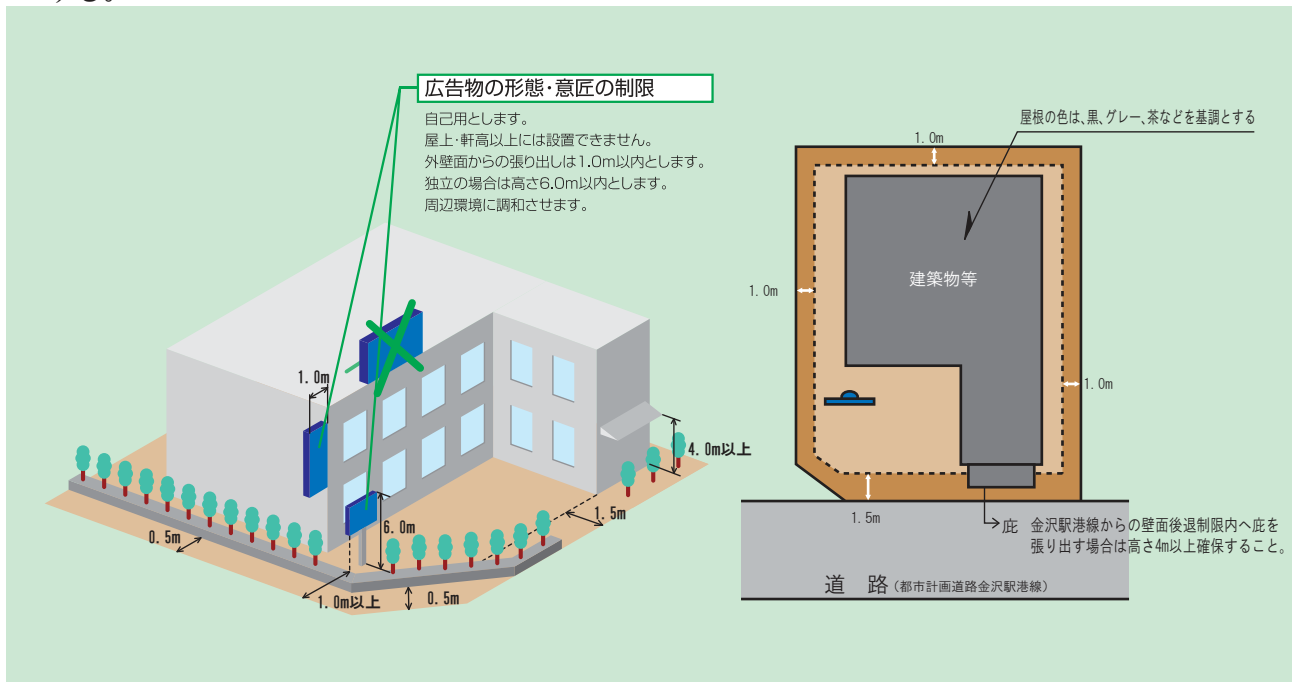 する。
広告物の形態・意匠の制限
自己用とします。
屋上・軒高以上には設置できません。
外壁面からの張り出しは1.0m以内とします。
独立の場合は高さ6.0m以内とします。
周辺環境に調和させます。
1.0m
4.0m以上
6.0m
1.5m
0.5m
1.0m以上
0.5m
屋根の色は、黒、グレー、茶などを基調とする
1.0m
建築物等
1.0m
1.0m
1.5m
庇 金沢駅港線からの壁面後退制限内へ庇を
張り出す場合は高さ4m以上確保すること。
道 路(都市計画道路金沢駅港線)